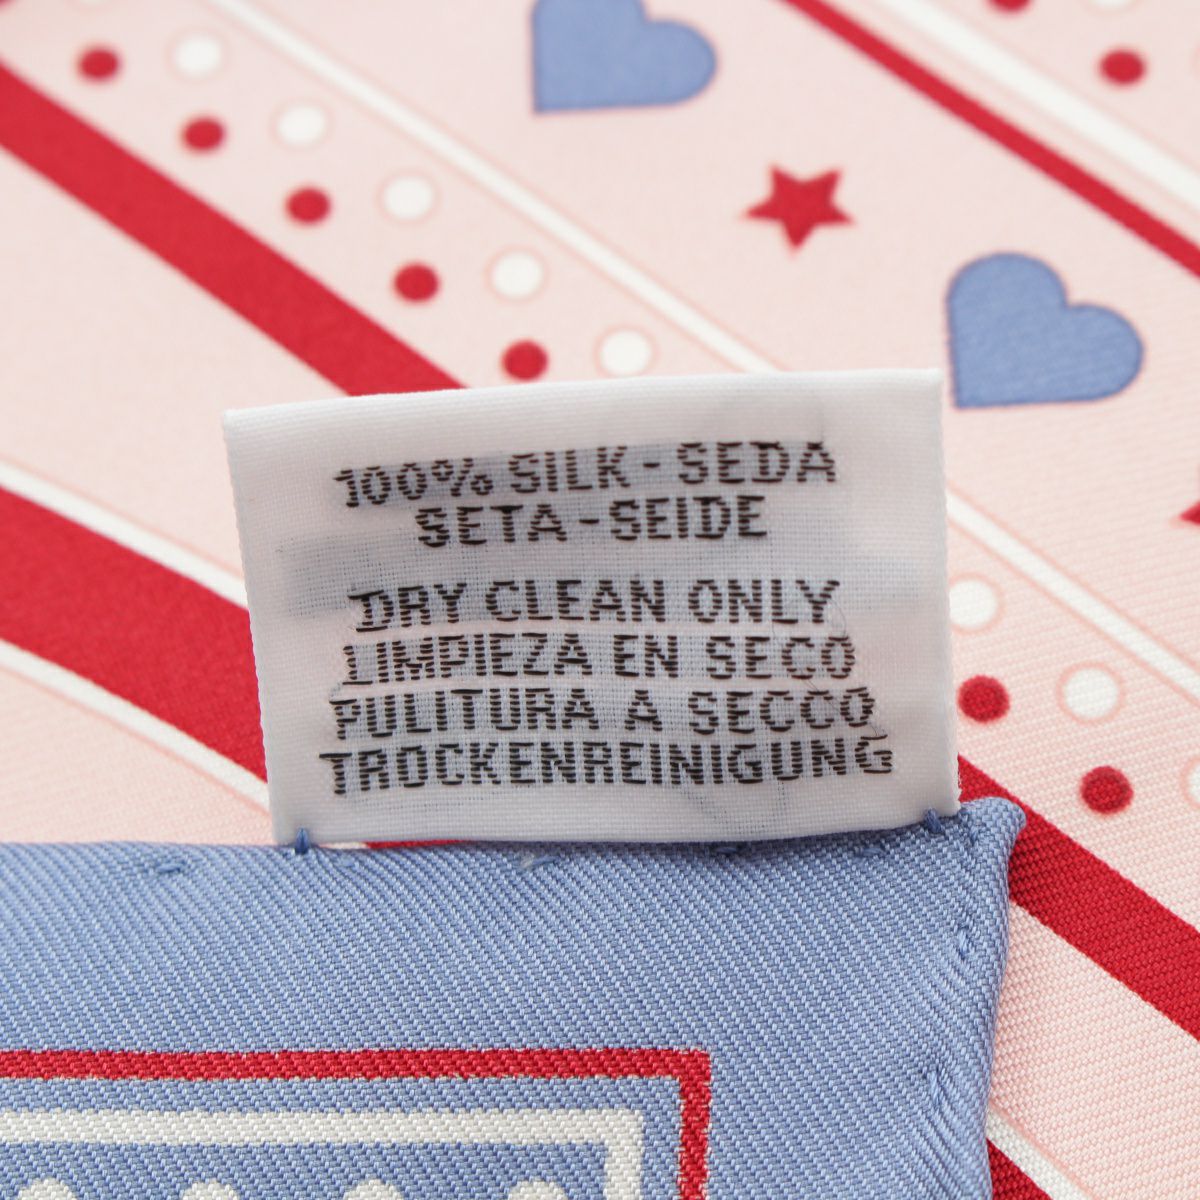 100% SILK - SEDA
SETA - SEIDE
DRY CLEAN ONLY
LIMPIEZA EN SECO
PULITURA A SECCO
TROCKENREINIGUNG